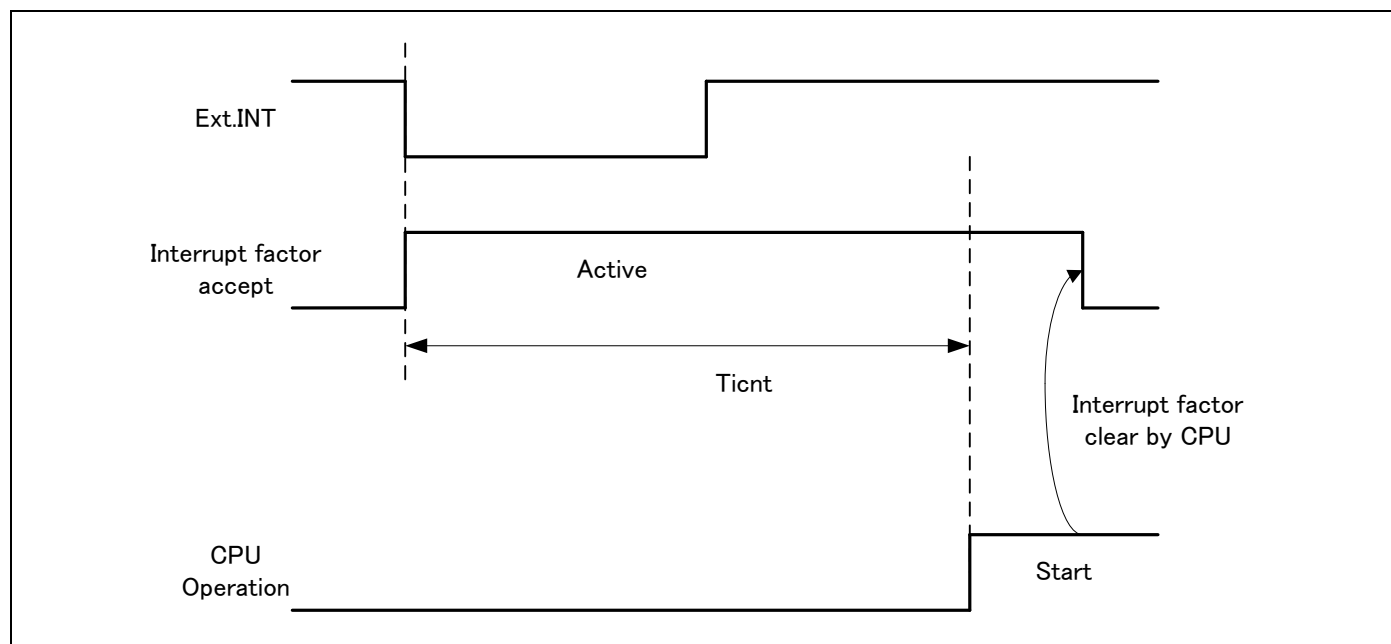 Ext.INT
Interrupt factor
accept
Active
Ticnt
Interrupt factor
clear by CPU
CPU
Operation
Start